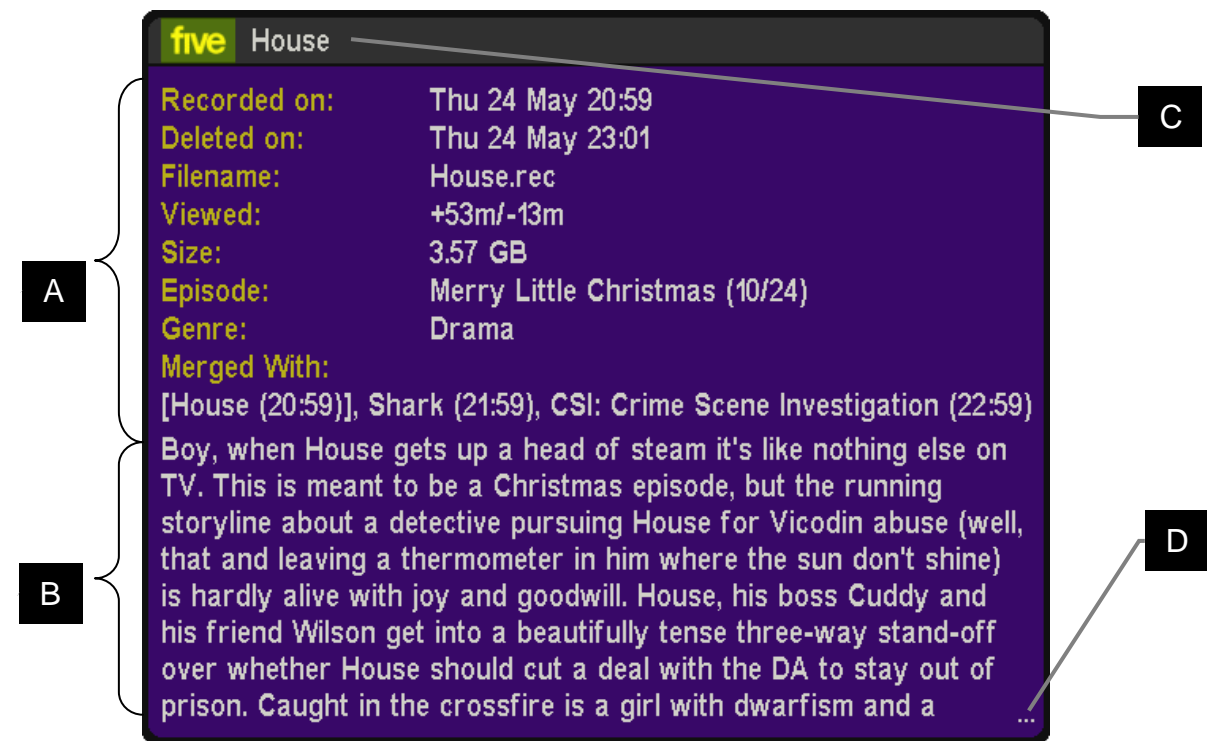 five House
C
Recorded on: Thu 24 May 20:59
Deleted on: Thu 24 May 23:01
Filename: House.rec
Viewed: +53m/-13m
Size: 3.57 GB
A
Episode: Merry Little Christmas (10/24)
Genre: Drama
Merged With:
[House (20:59)], Shark (21:59), CSI: Crime Scene Investigation (22:59)
Boy, when House gets up a head of steam it's like nothing else on
TV. This is meant to be a Christmas episode, but the running
storyline about a detective pursuing House for Vicodin abuse (well,
D
that and leaving a thermometer in him where the sun don't shine)
B
is hardly alive with joy and goodwill. House, his boss Cuddy and
his friend Wilson get into a beautifully tense three-way stand-off
over whether House should cut a deal with the DA to stay out of
prison. Caught in the crossfire is a girl with dwarfism and a ...